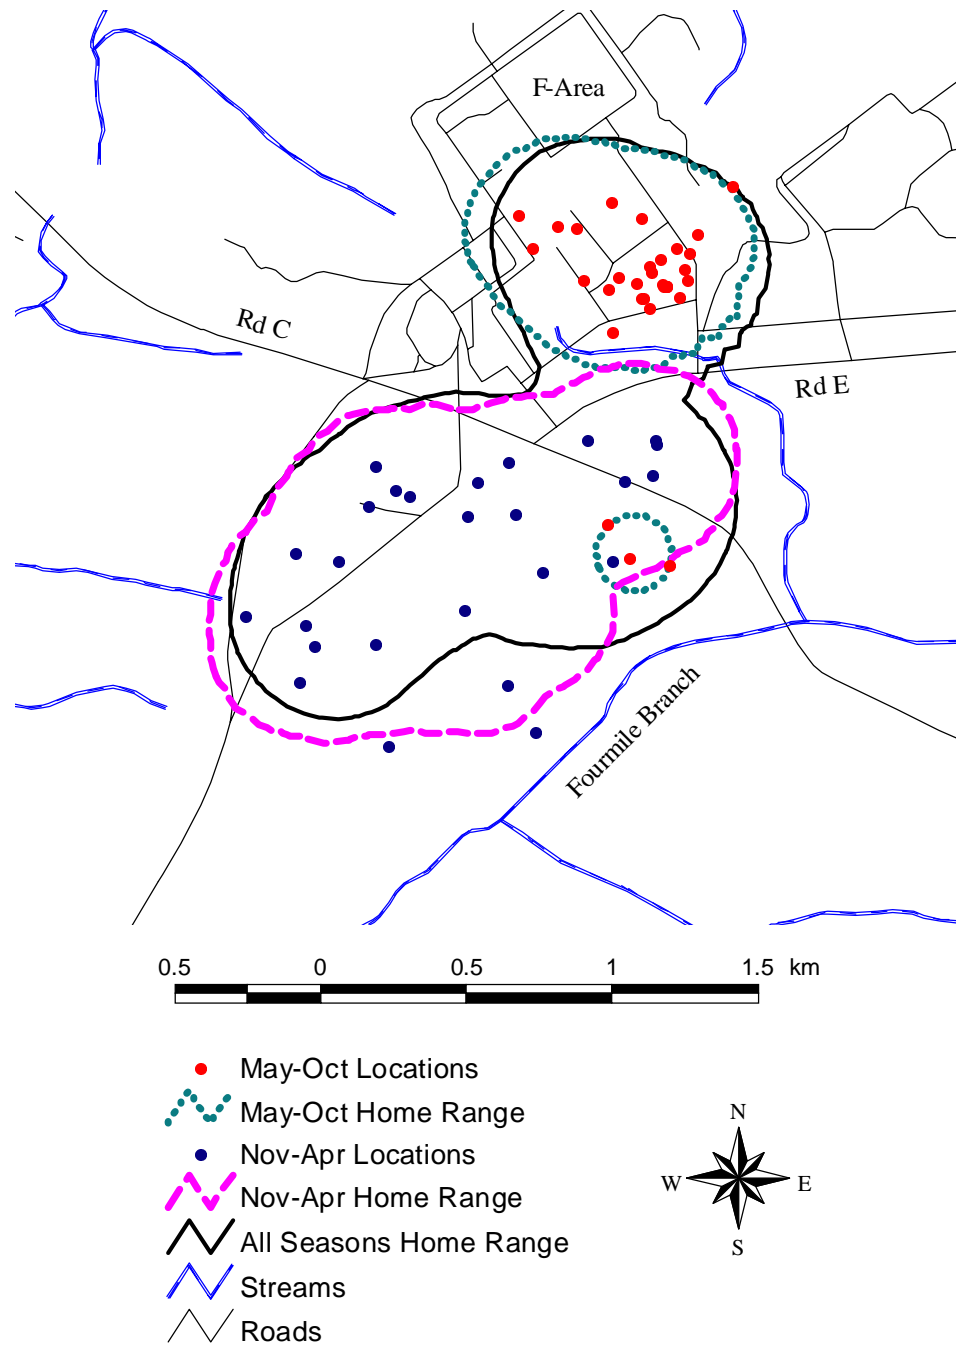 F-Area
Rd C
Rd E
Fourmile Branch
0.5 0 0.5 1 1.5 km
May-Oct Locations
May-Oct Home Range
Nov-Apr Locations
Nov-Apr Home Range
All Seasons Home Range
Streams
Roads
N
W E
S